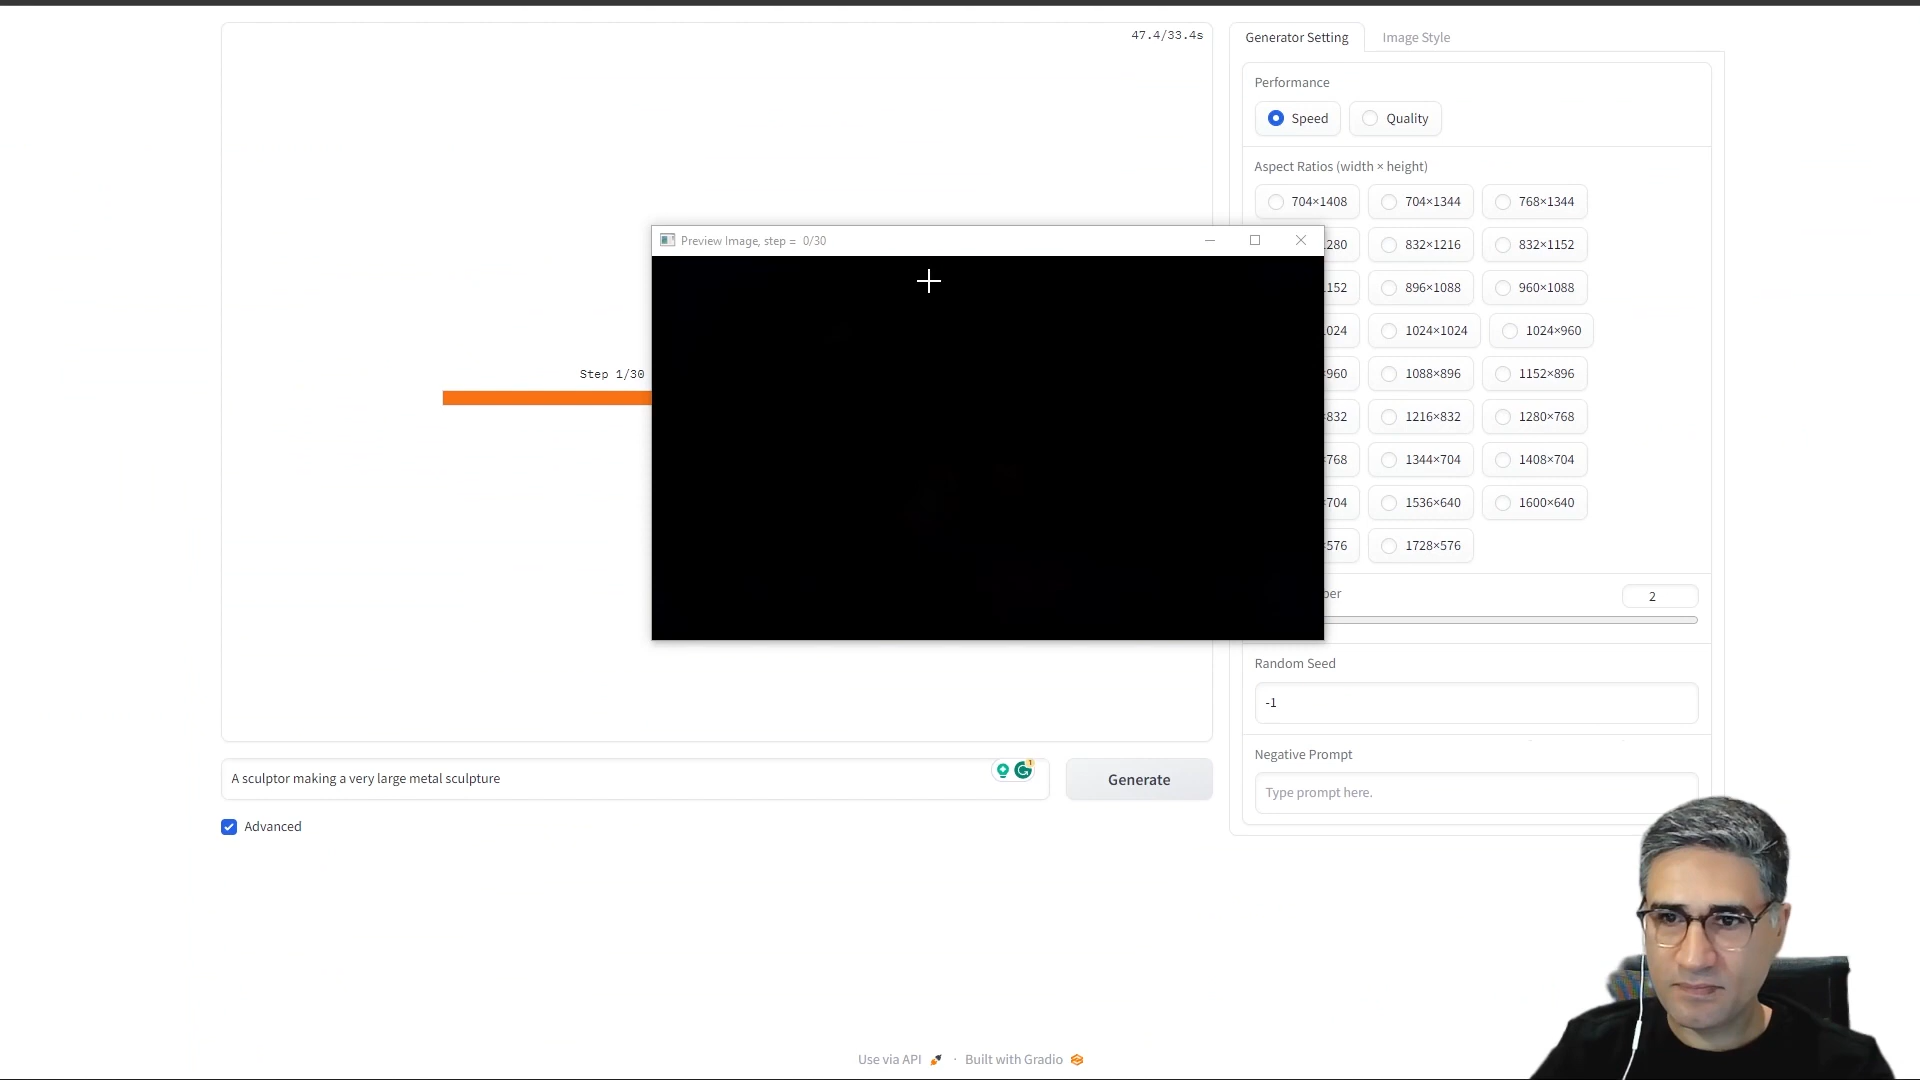 47.4/33.4s
Generator Setting
Image Style
Performance
Speed
Quality
Aspect Ratios (width × height)
704×1408
704×1344
768×1344
280
832×1216
832×1152
152
896×1088
960×1088
024
1024×1024
1024×960
×960
1088×896
1152×896
×832
1216×832
1280×768
×768
1344×704
1408×704
×704
1536×640
1600×640
×576
1728×576
Preview Image, step = 0/30
Step 1/30
ber
2
Random Seed
-1
Negative Prompt
Type prompt here.
A sculptor making a very large metal sculpture
1
Generate
Advanced
Use via API
·
Built with Gradio